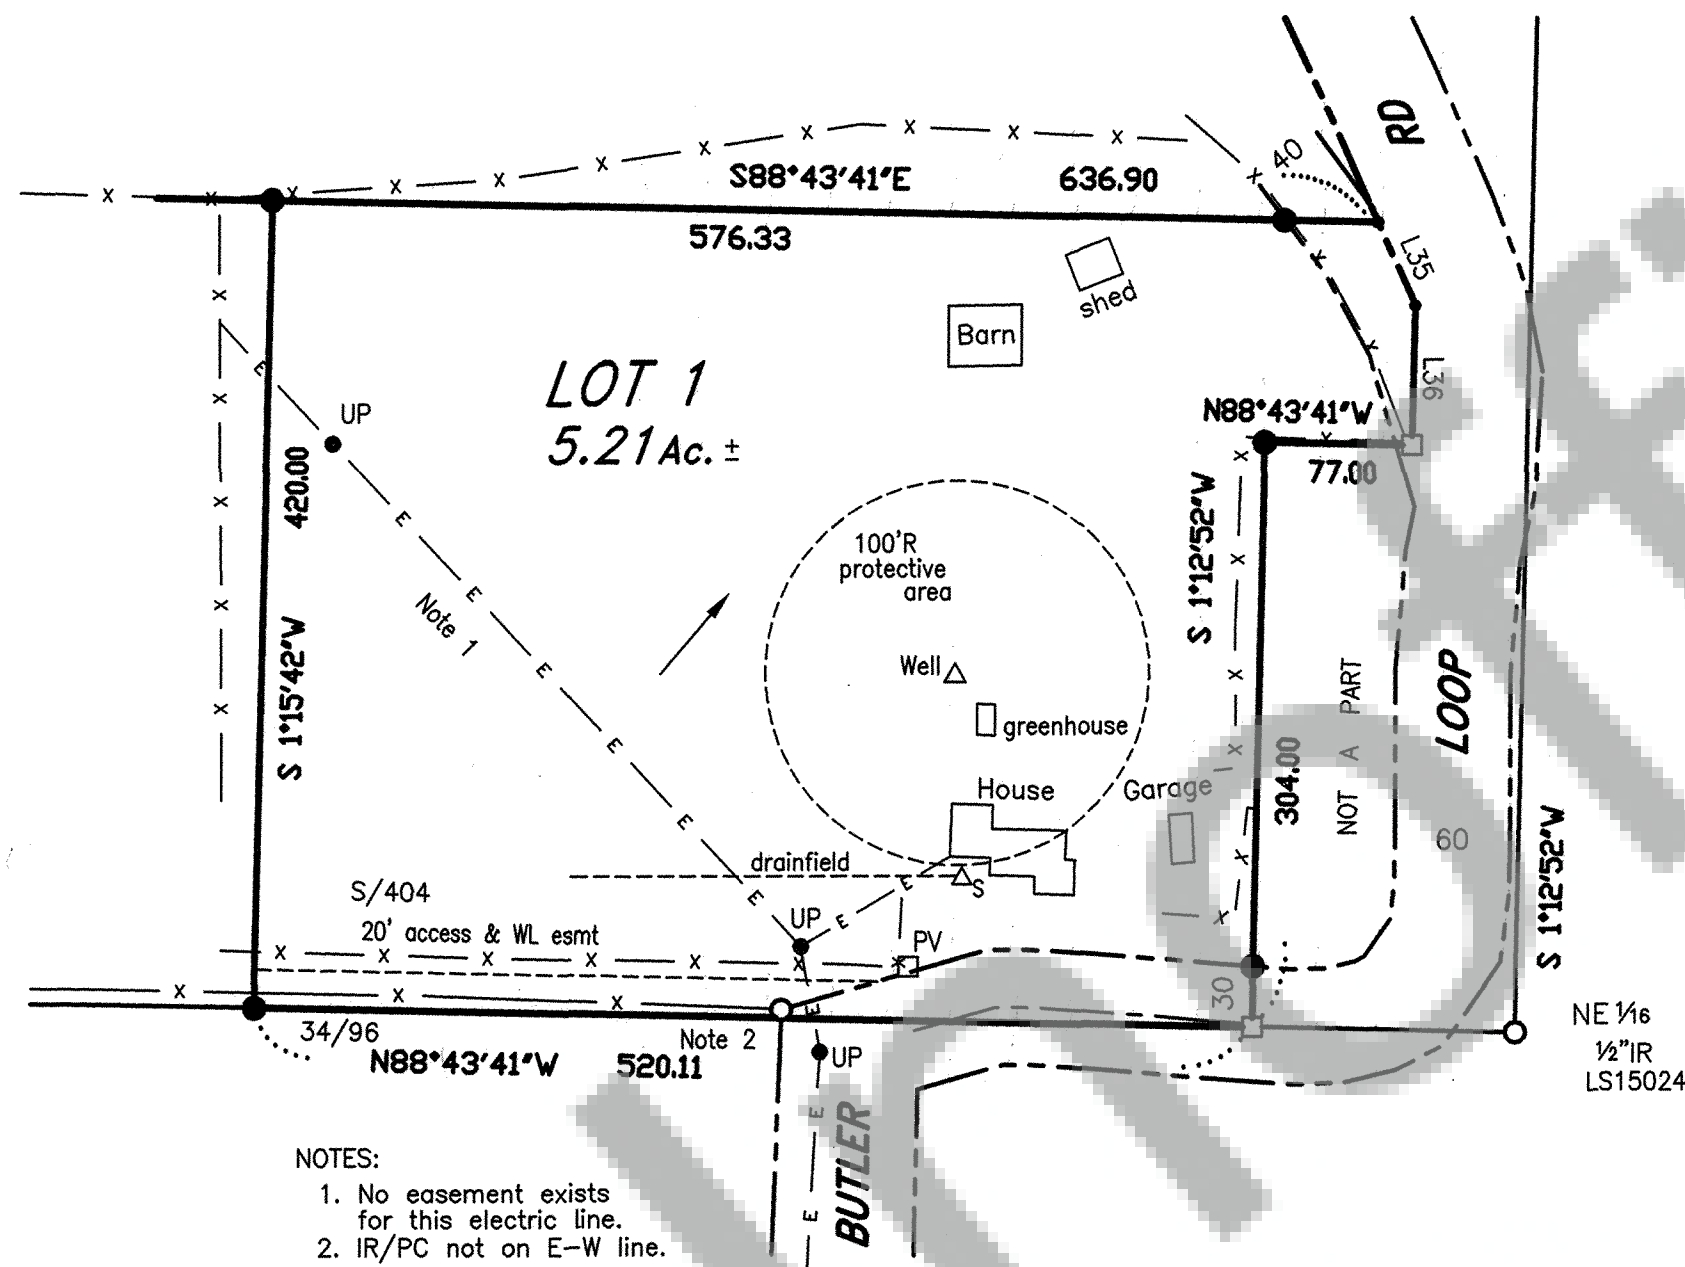 RD
40
S88°43'41"E 636.90
576.33
L35
shed
Barn
L36
LOT 1
5.21 Ac. ±
UP
N88°43'41"W
77.00
420.00
S 1°12'52"W
100'R
protective
area
Note 1
Well
greenhouse
S 1°15'42"W
NOT A PART
LOOP
304.00
House
Garage
60
drainfield
S
S/404
20' access & WL esmt
UP
PV
S 1°12'52"W
30
NE 1/16
1/2"IR
LS15024
34/96
Note 2
UP
N88°43'41"W 520.11
BUTLER
NOTES:
1. No easement exists
for this electric line.
2. IR/PC not on E-W line.